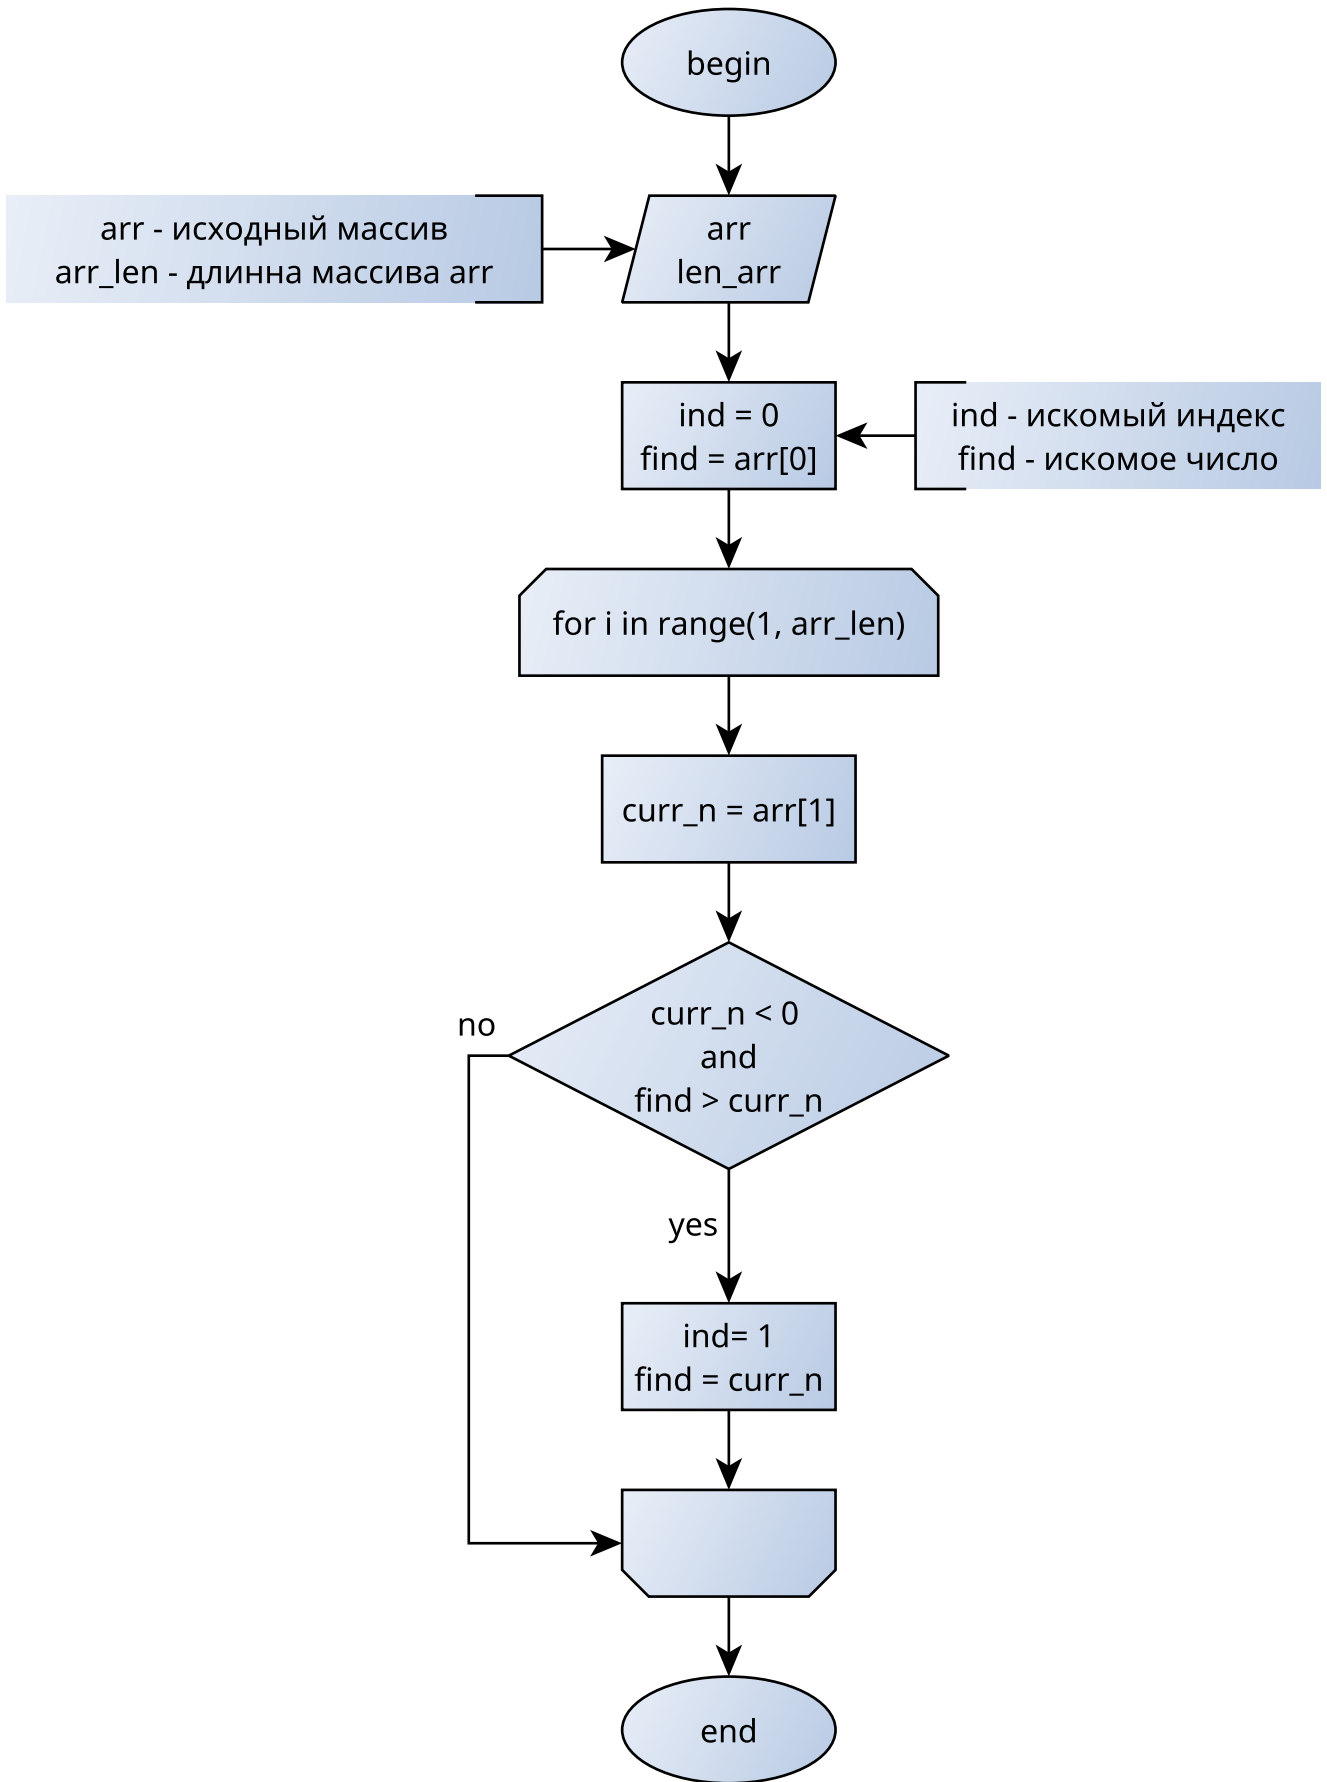 begin
arr - исходный массив
arr_len - длинна массива arr
arr
len_arr
ind = 0
find = arr[0]
ind - искомый индекс
find - искомое число
for i in range(1, arr_len)
curr_n = arr[1]
curr_n < 0
and
find > curr_n
no
yes
ind= 1
find = curr_n
end